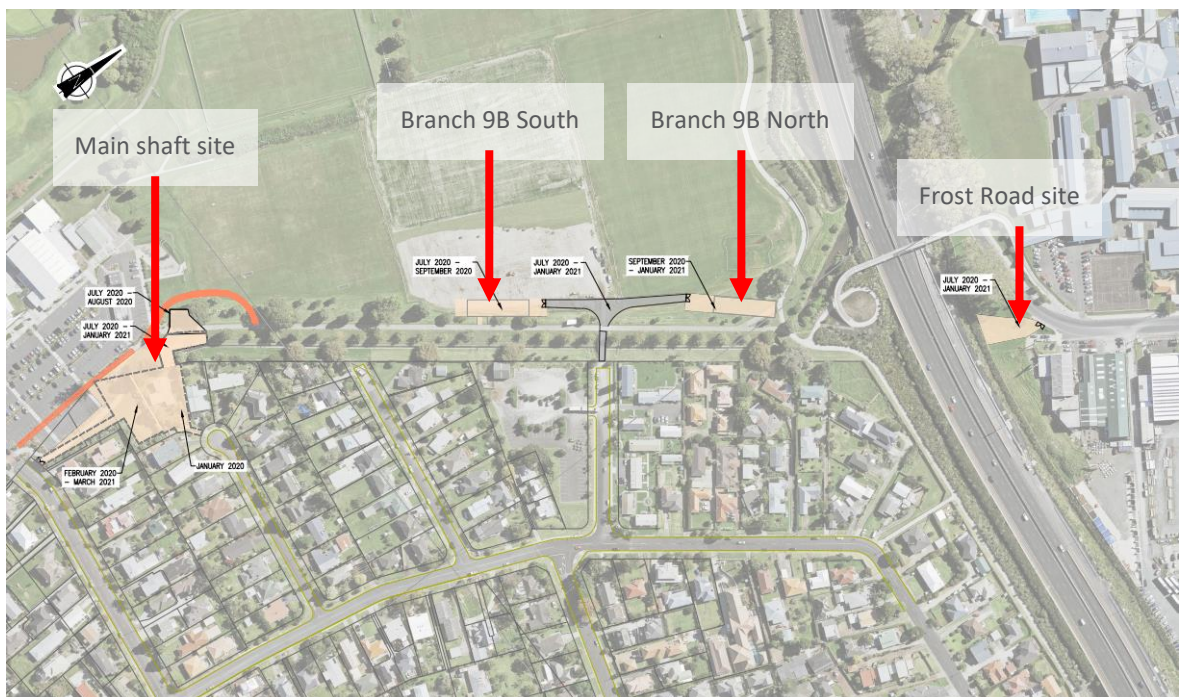 Main shaft site
Branch 9B South
Branch 9B North
Frost Road site
JULY 2020 –
AUGUST 2020
JULY 2020 –
JANUARY 2021
FEBRUARY 2020
– MARCH 2021
JANUARY 2020
JULY 2020 –
SEPTEMBER 2020
JULY 2020 –
JANUARY 2021
SEPTEMBER 2020
– JANUARY 2021
JULY 2020 –
JANUARY 2021